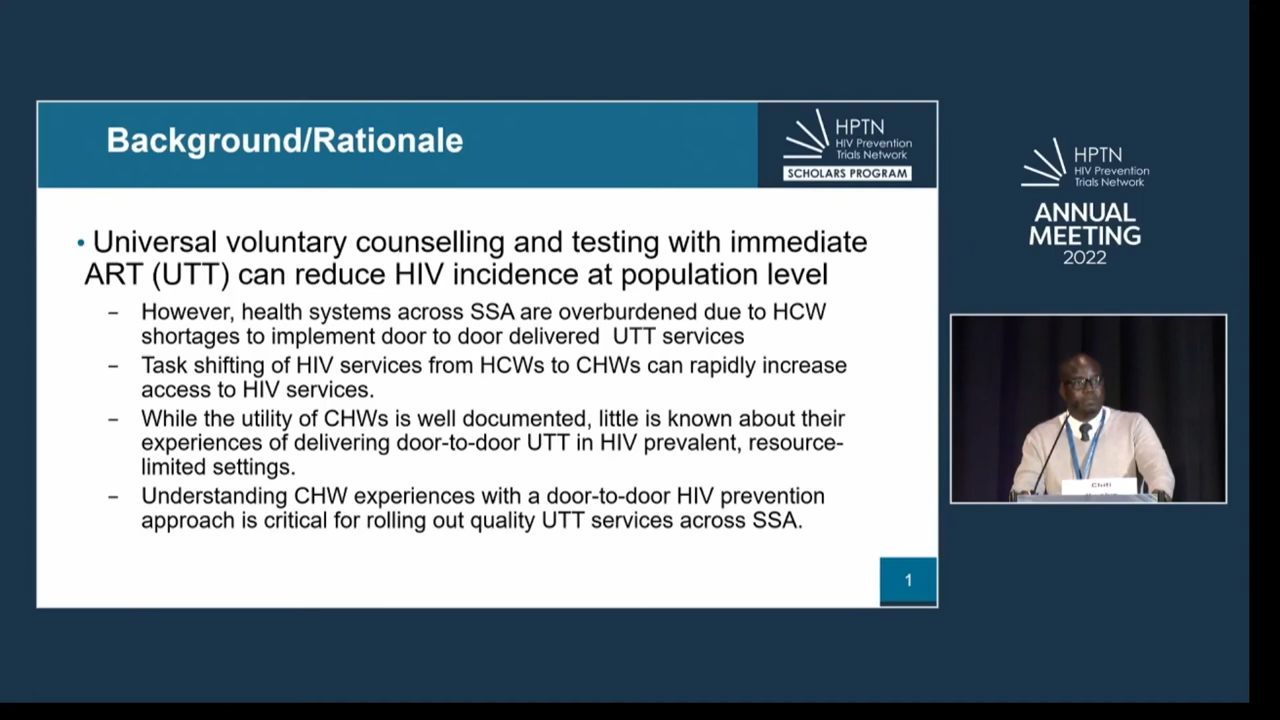 Background/Rationale
HPTN
HIV Prevention
Trials Network
SCHOLARS PROGRAM
• Universal voluntary counselling and testing with immediate
ART (UTT) can reduce HIV incidence at population level
– However, health systems across SSA are overburdened due to HCW
shortages to implement door to door delivered UTT services
– Task shifting of HIV services from HCWs to CHWs can rapidly increase
access to HIV services.
– While the utility of CHWs is well documented, little is known about their
experiences of delivering door-to-door UTT in HIV prevalent, resource-
limited settings.
– Understanding CHW experiences with a door-to-door HIV prevention
approach is critical for rolling out quality UTT services across SSA.
1
HPTN
HIV Prevention
Trials Network
ANNUAL
MEETING
2022
Chiti